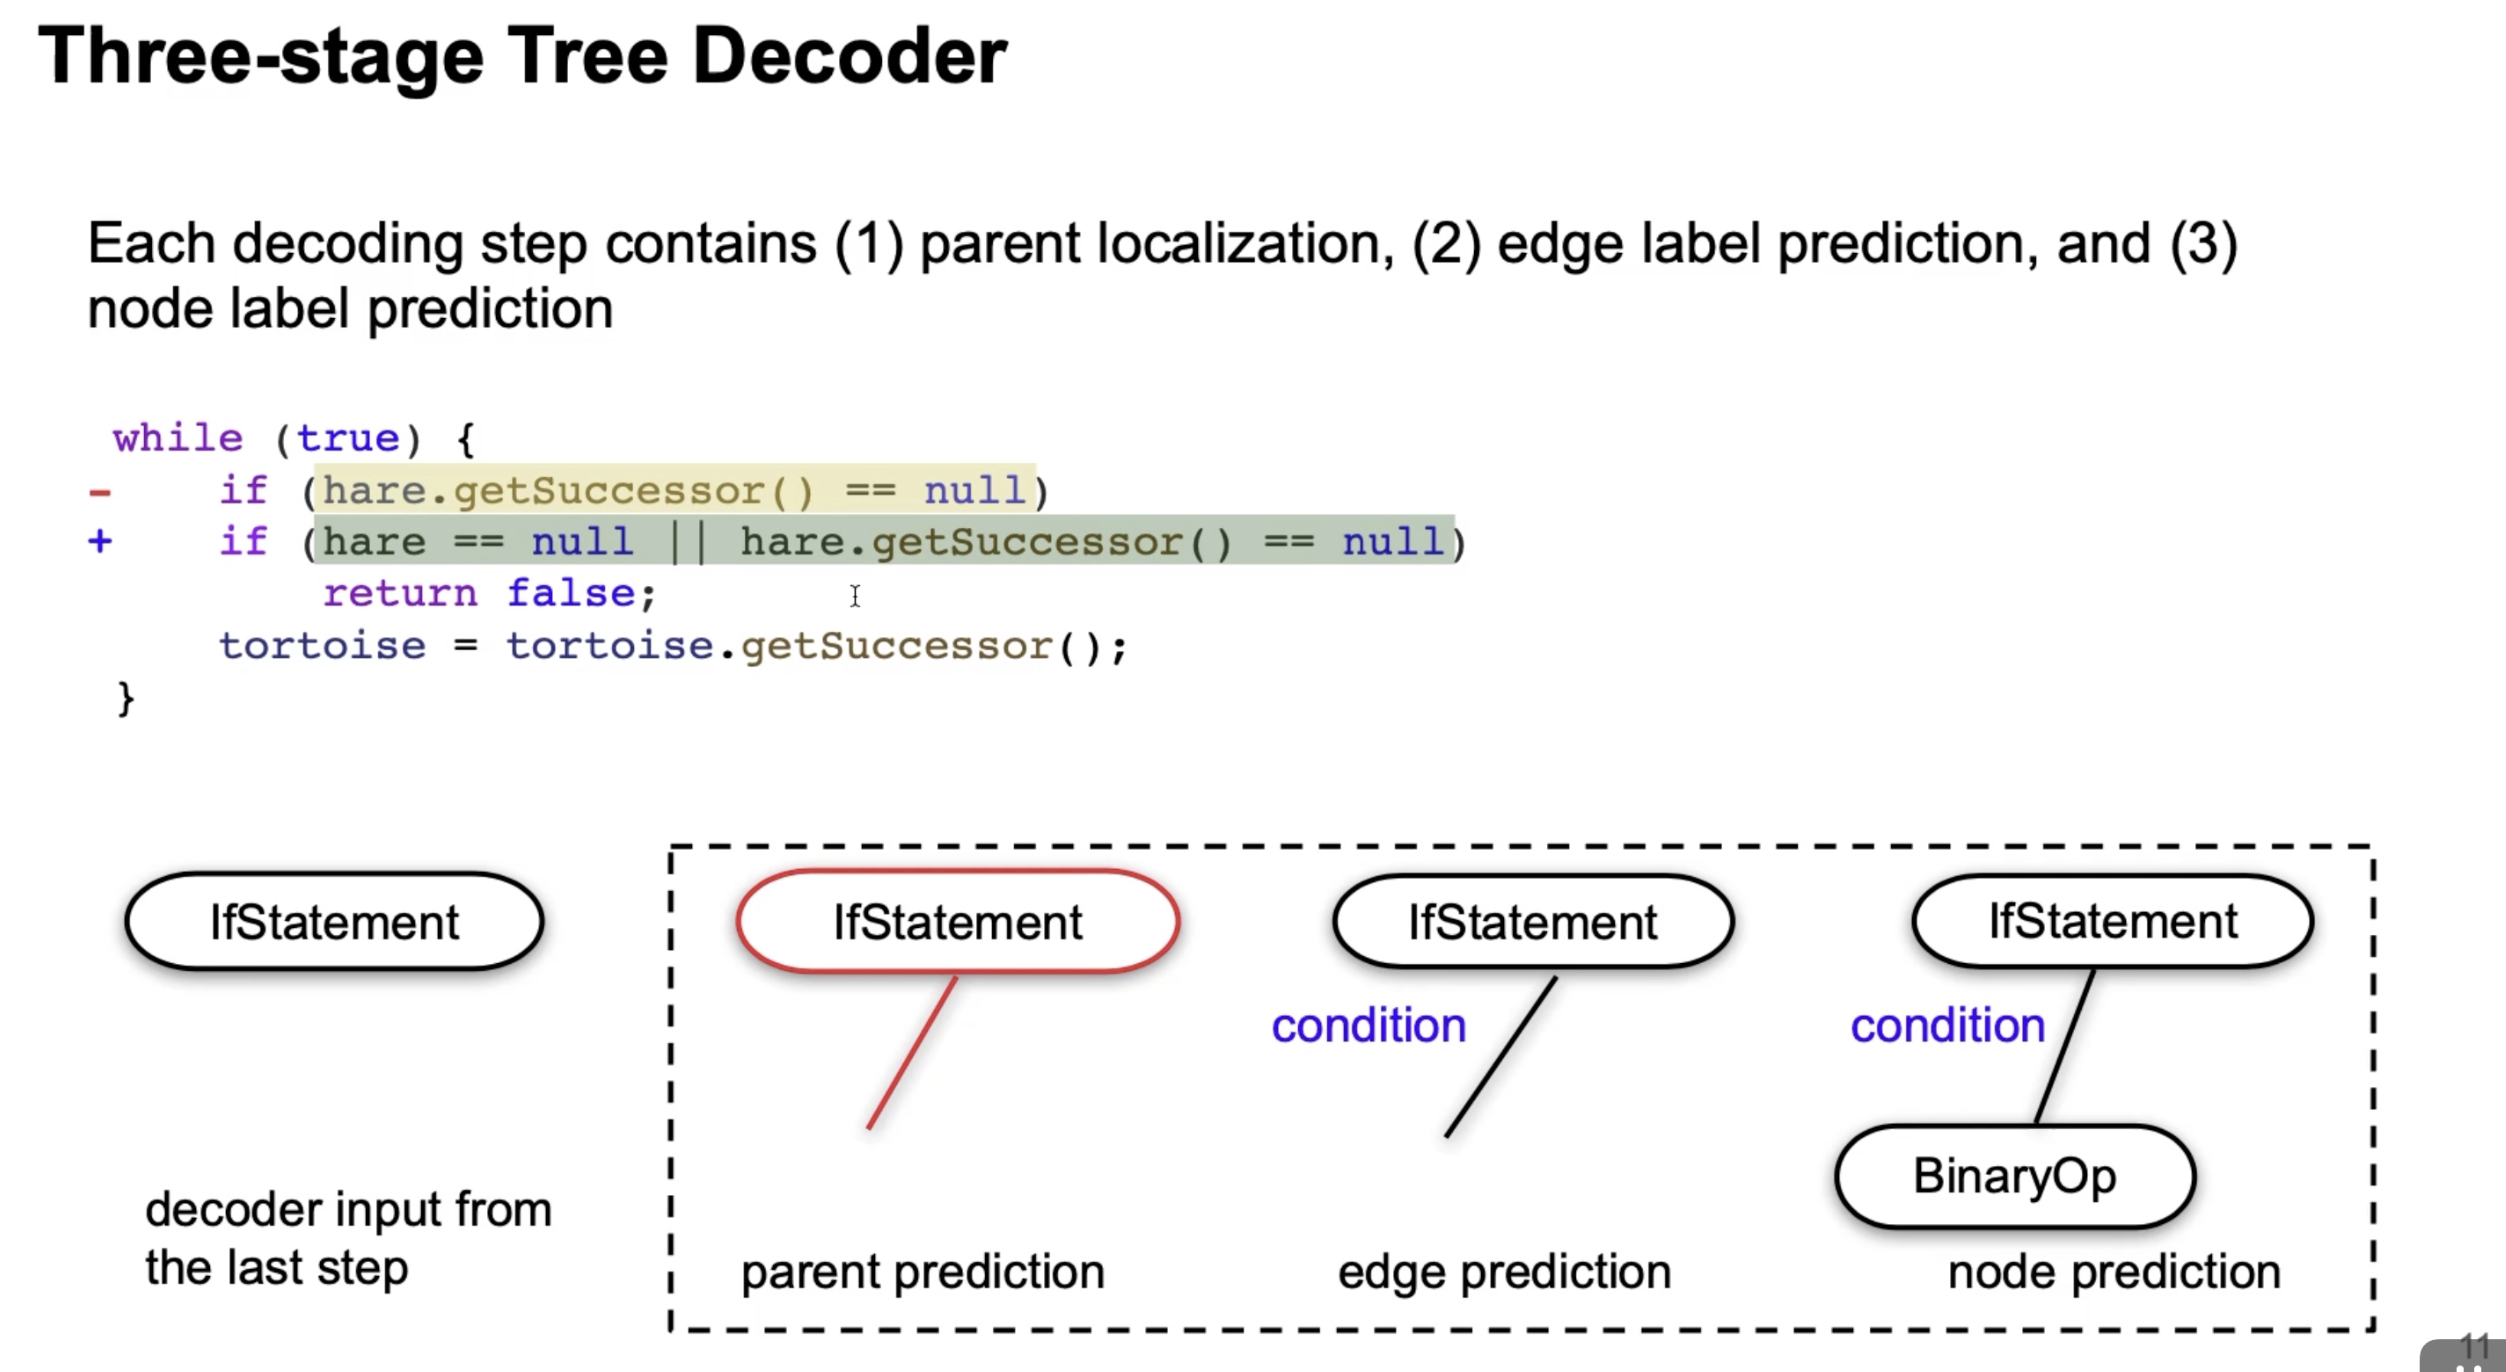 Three-stage Tree Decoder
Each decoding step contains (1) parent localization, (2) edge label prediction, and (3)
node label prediction
while (true) {
-     if (hare.getSuccessor() == null)
+     if (hare == null || hare.getSuccessor() == null)
return false;
tortoise = tortoise.getSuccessor();
}
IfStatement
IfStatement
IfStatement
IfStatement
condition
condition
BinaryOp
decoder input from
the last step
parent prediction
edge prediction
node prediction
11